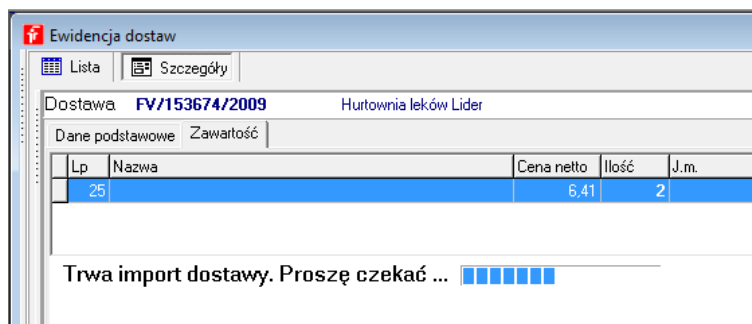 Ewidencja dostaw
Lista Szczegóły
Dostawa FV/153674/2009 Hurtownia leków Lider
Dane podstawowe Zawartość
Lp Nazwa Cena netto Ilość J.m.
25 6,41 2
Trwa import dostawy. Proszę czekać ...